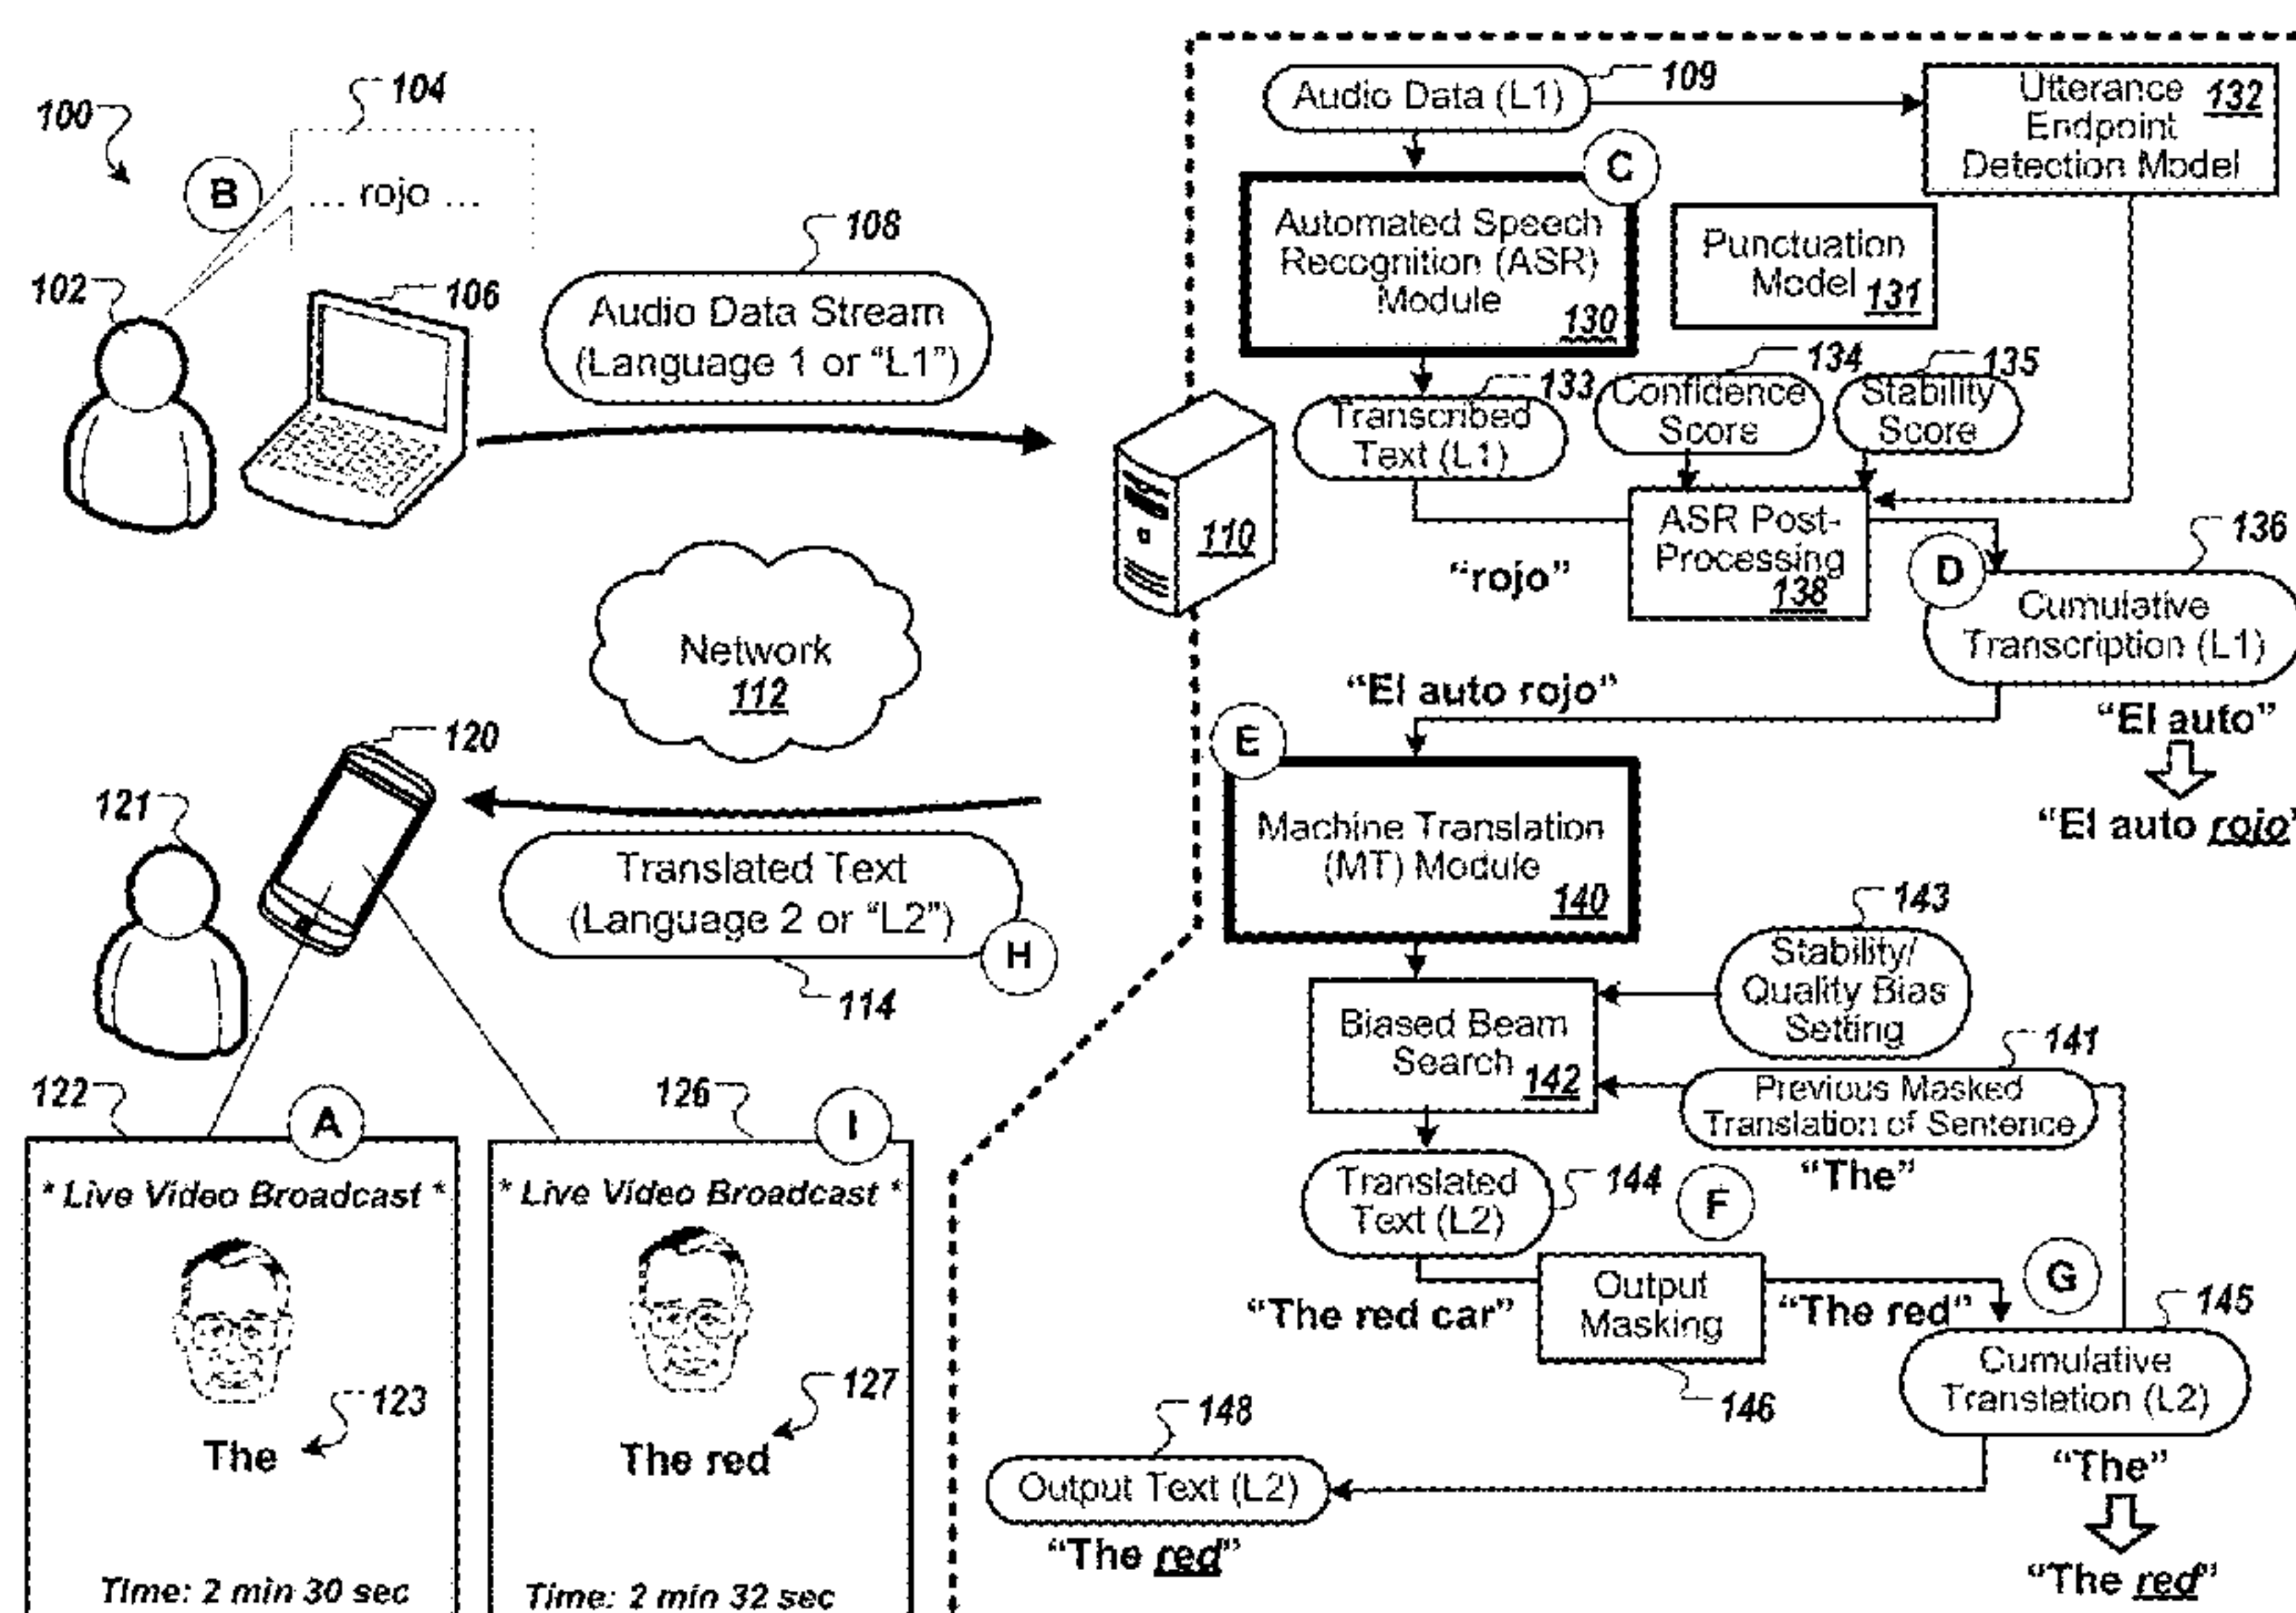 100
104
B
... rojo ...
102
106
108
Audio Data Stream
(Language 1 or “L1”)
110
Network
112
120
121
Translated Text
(Language 2 or “L2”)
H
114
122
A
* Live Video Broadcast *
123
The
Time: 2 min 30 sec
126
I
* Live Video Broadcast *
127
The red
Time: 2 min 32 sec
Audio Data (L1)
109
Utterance 132
Endpoint
Detection Model
C
Automated Speech
Recognition (ASR)
Module
130
Punctuation
Model 131
133
Transcribed
Text (L1)
134
Confidence
Score
135
Stability
Score
“rojo”
ASR Post-
Processing
138
D
136
Cumulative
Transcription (L1)
“El auto rojo”
“El auto”
“El auto rojo”
E
Machine Translation
(MT) Module
140
143
Stability/
Quality Bias
Setting
Biased Beam
Search 142
141
Previous Masked
Translation of Sentence
“The”
Translated
Text (L2)
144
F
“The red car”
Output
Masking
146
“The red”
G
145
Cumulative
Translation (L2)
“The”
“The red”
148
Output Text (L2)
“The red”